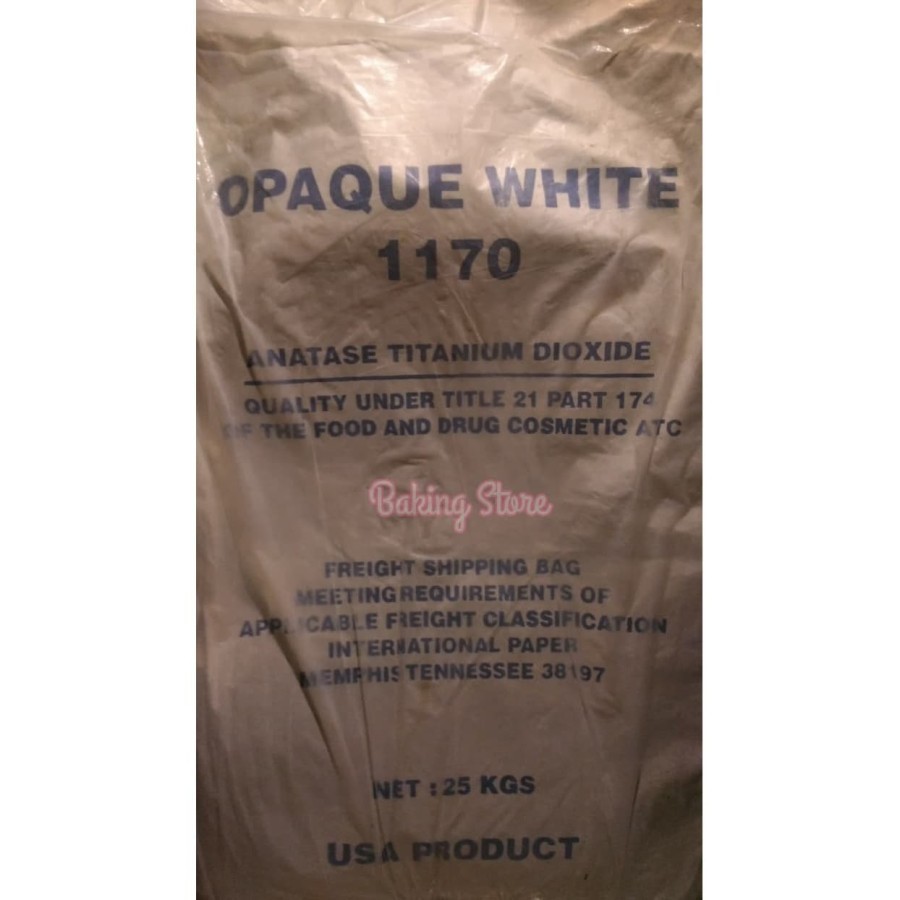 OPAQUE WHITE
1170
ANATASE TITANIUM DIOXIDE
QUALITY UNDER TITLE 21 PART 174
OF THE FOOD AND DRUG COSMETIC ATC
Baking Store
FREIGHT SHIPPING BAG
MEETING REQUIREMENTS OF
APPLICABLE FREIGHT CLASSIFICATION
INTERNATIONAL PAPER
MEMPHIS TENNESSEE 38197
NET : 25 KGS
USA PRODUCT